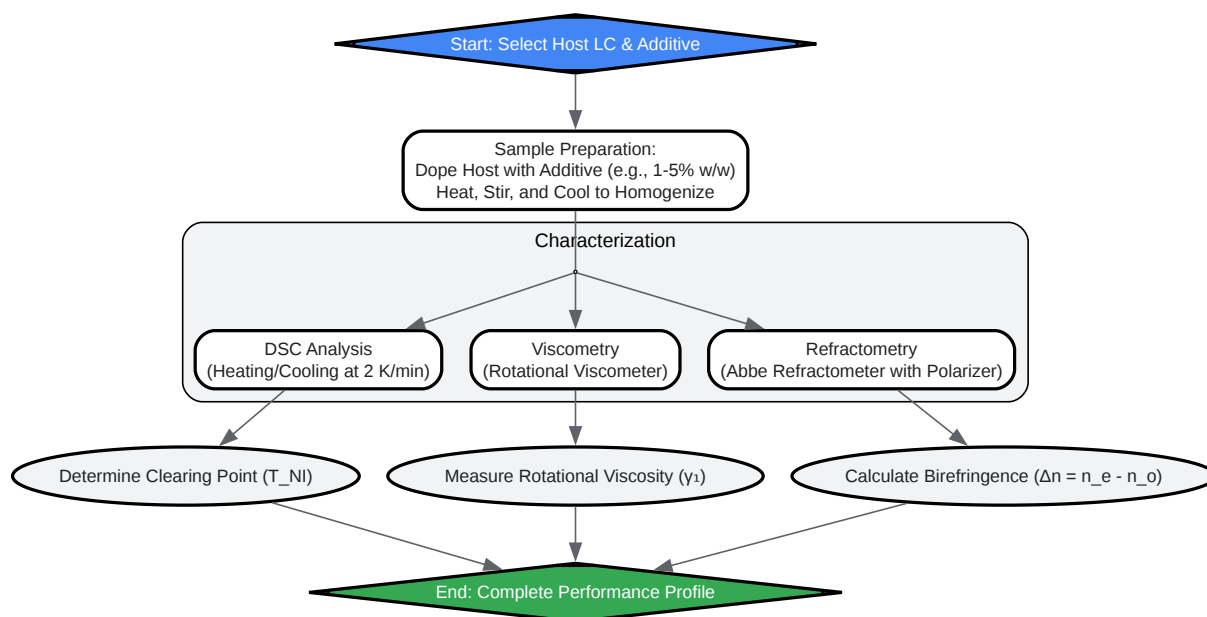 Start: Select Host LC & Additive
Sample Preparation:
Dope Host with Additive (e.g., 1-5% w/w)
Heat, Stir, and Cool to Homogenize
Characterization
DSC Analysis
(Heating/Cooling at 2 K/min)
Viscometry
(Rotational Viscometer)
Refractometry
(Abbe Refractometer with Polarizer)
Determine Clearing Point (T_NI)
Measure Rotational Viscosity (γ₁)
Calculate Birefringence (Δn = n_e - n_o)
End: Complete Performance Profile